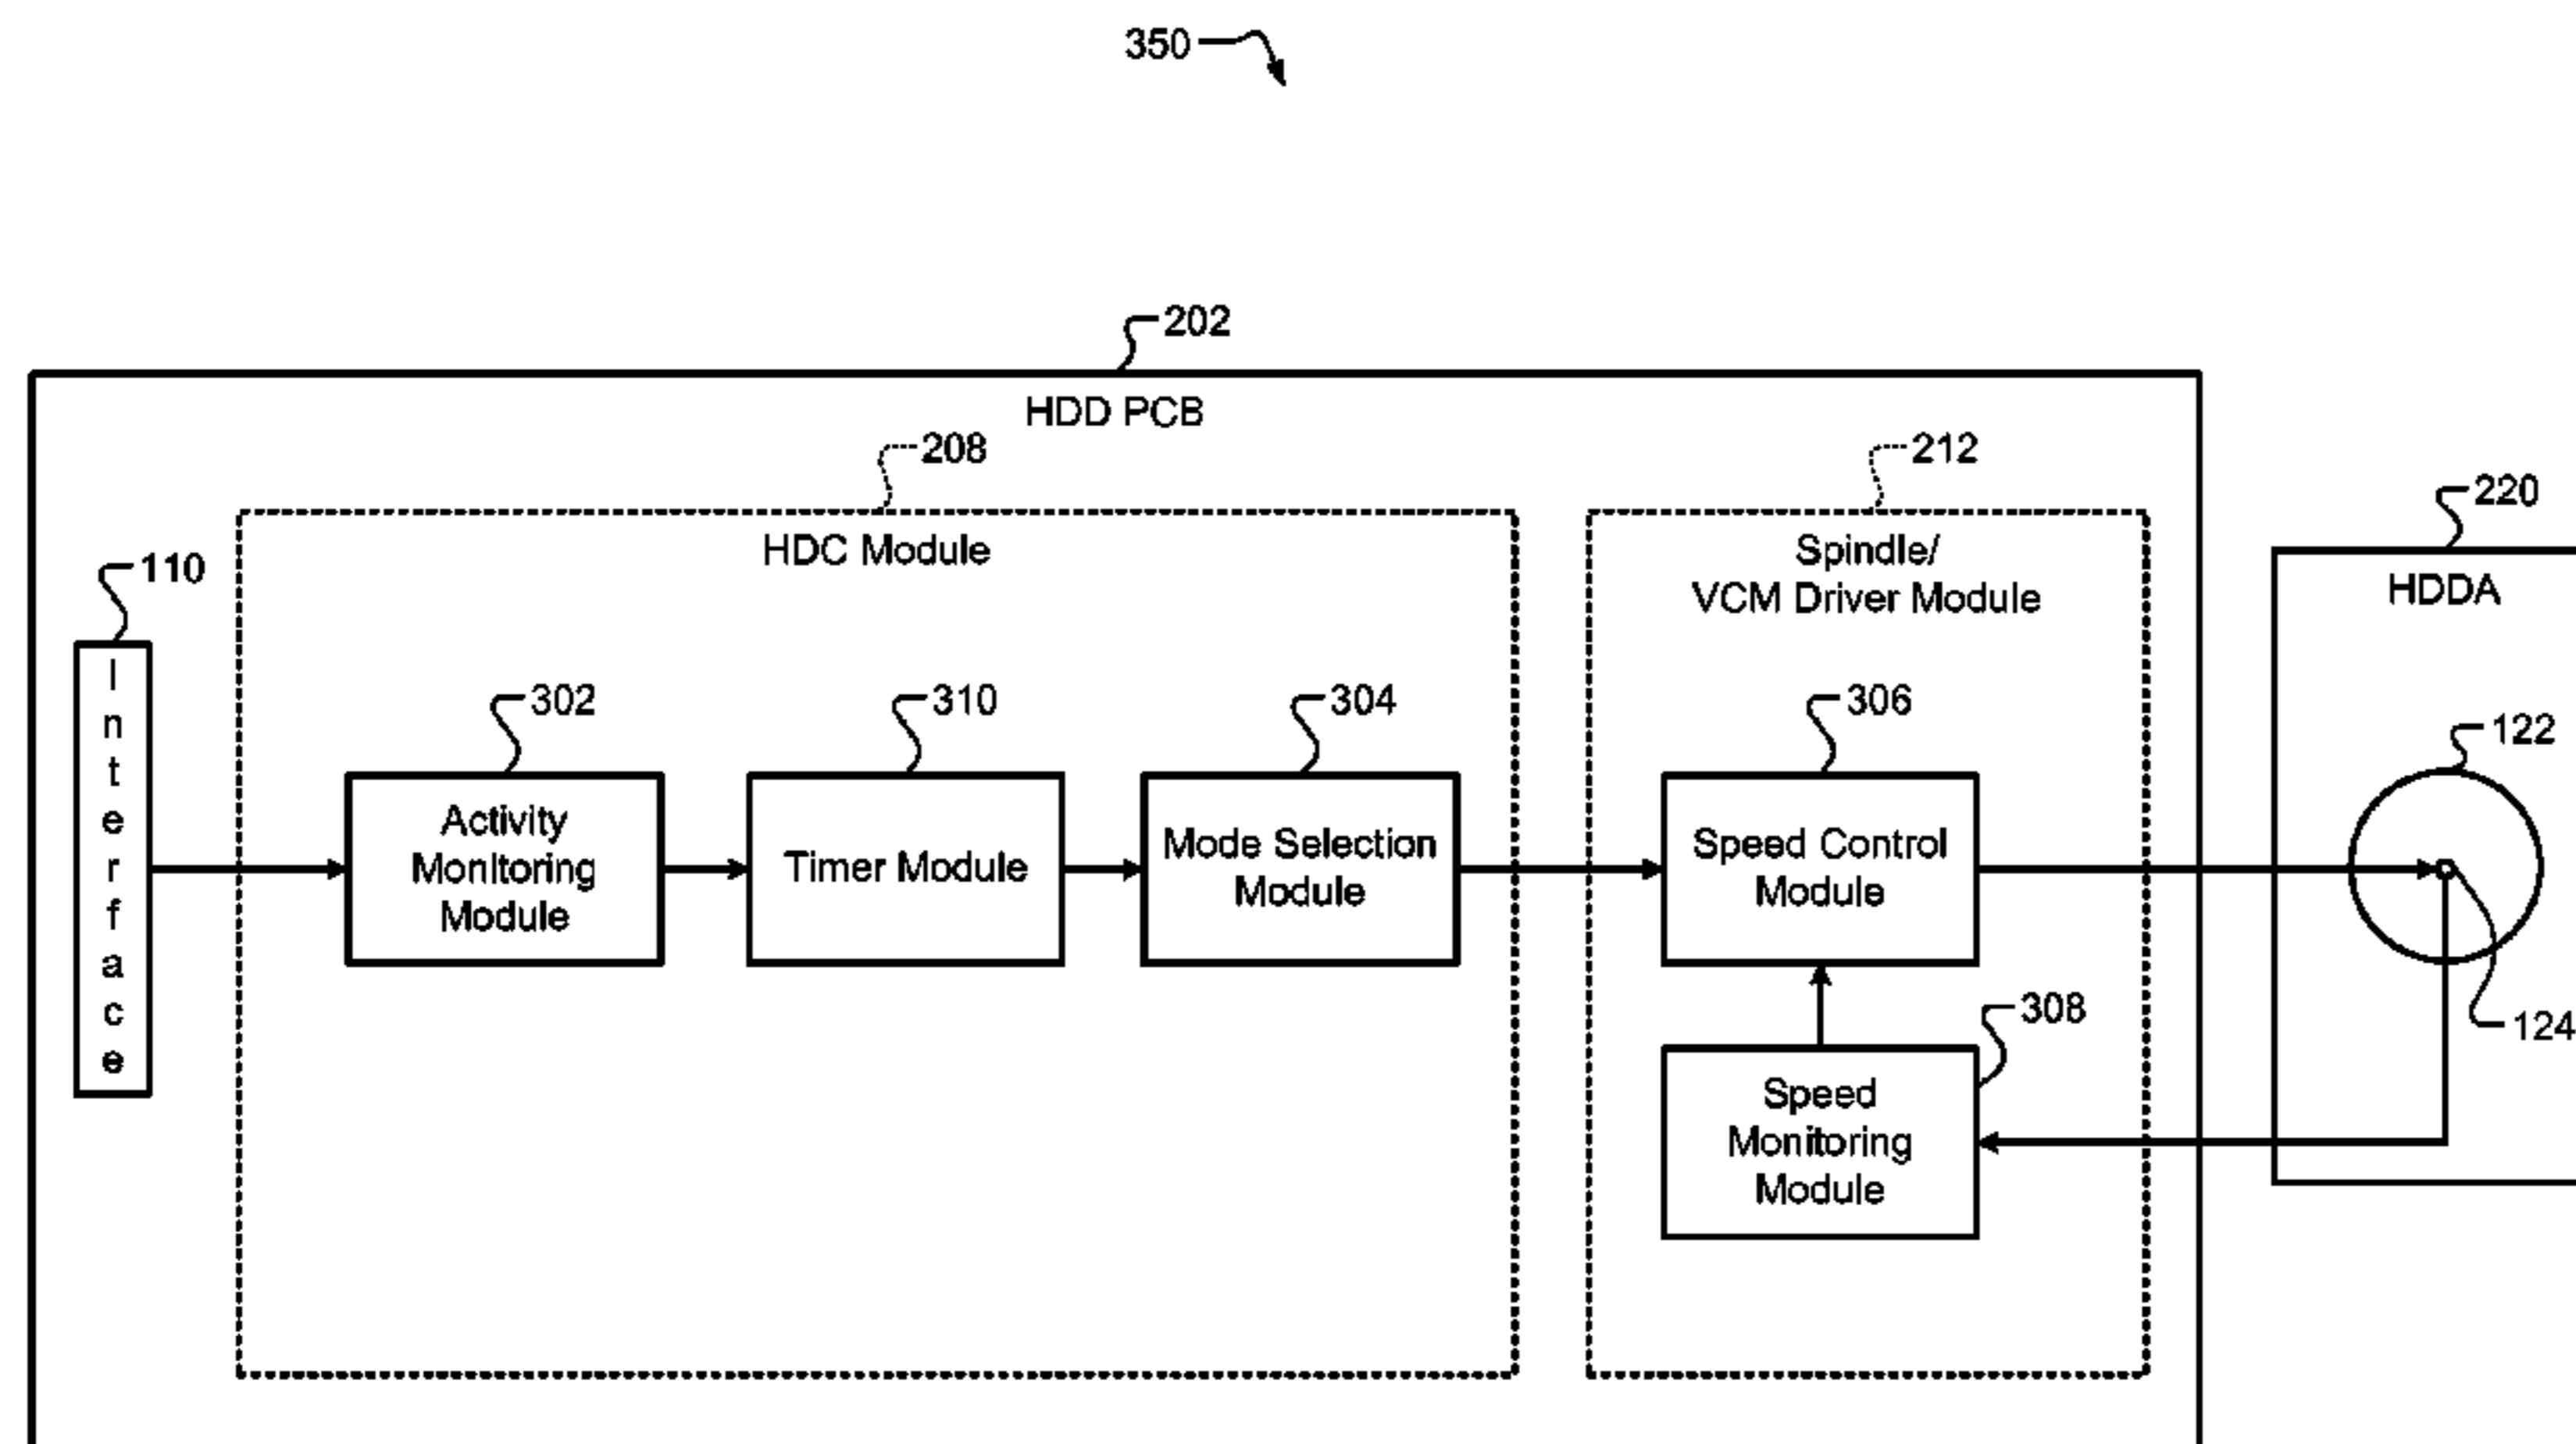 350
202
HDD PCB
208
212
220
HDC Module
Spindle/
VCM Driver Module
HDDA
110
Interface
302
310
304
306
122
Activity
Monitoring
Module
Timer Module
Mode Selection
Module
Speed Control
Module
308
124
Speed
Monitoring
Module